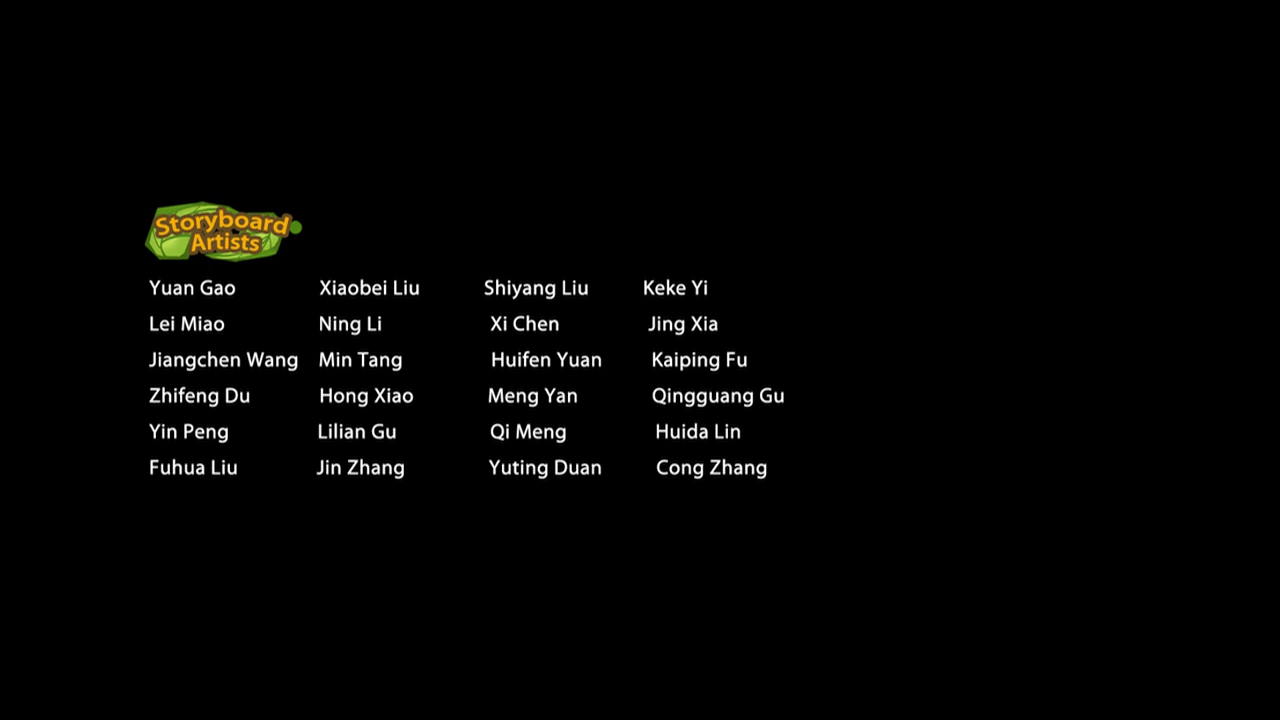 Storyboard
Artists
Yuan Gao Xiaobei Liu Shiyang Liu Keke Yi
Lei Miao Ning Li Xi Chen Jing Xia
Jiangchen Wang Min Tang Huifen Yuan Kaiping Fu
Zhifeng Du Hong Xiao Meng Yan Qingguang Gu
Yin Peng Lilian Gu Qi Meng Huida Lin
Fuhua Liu Jin Zhang Yuting Duan Cong Zhang